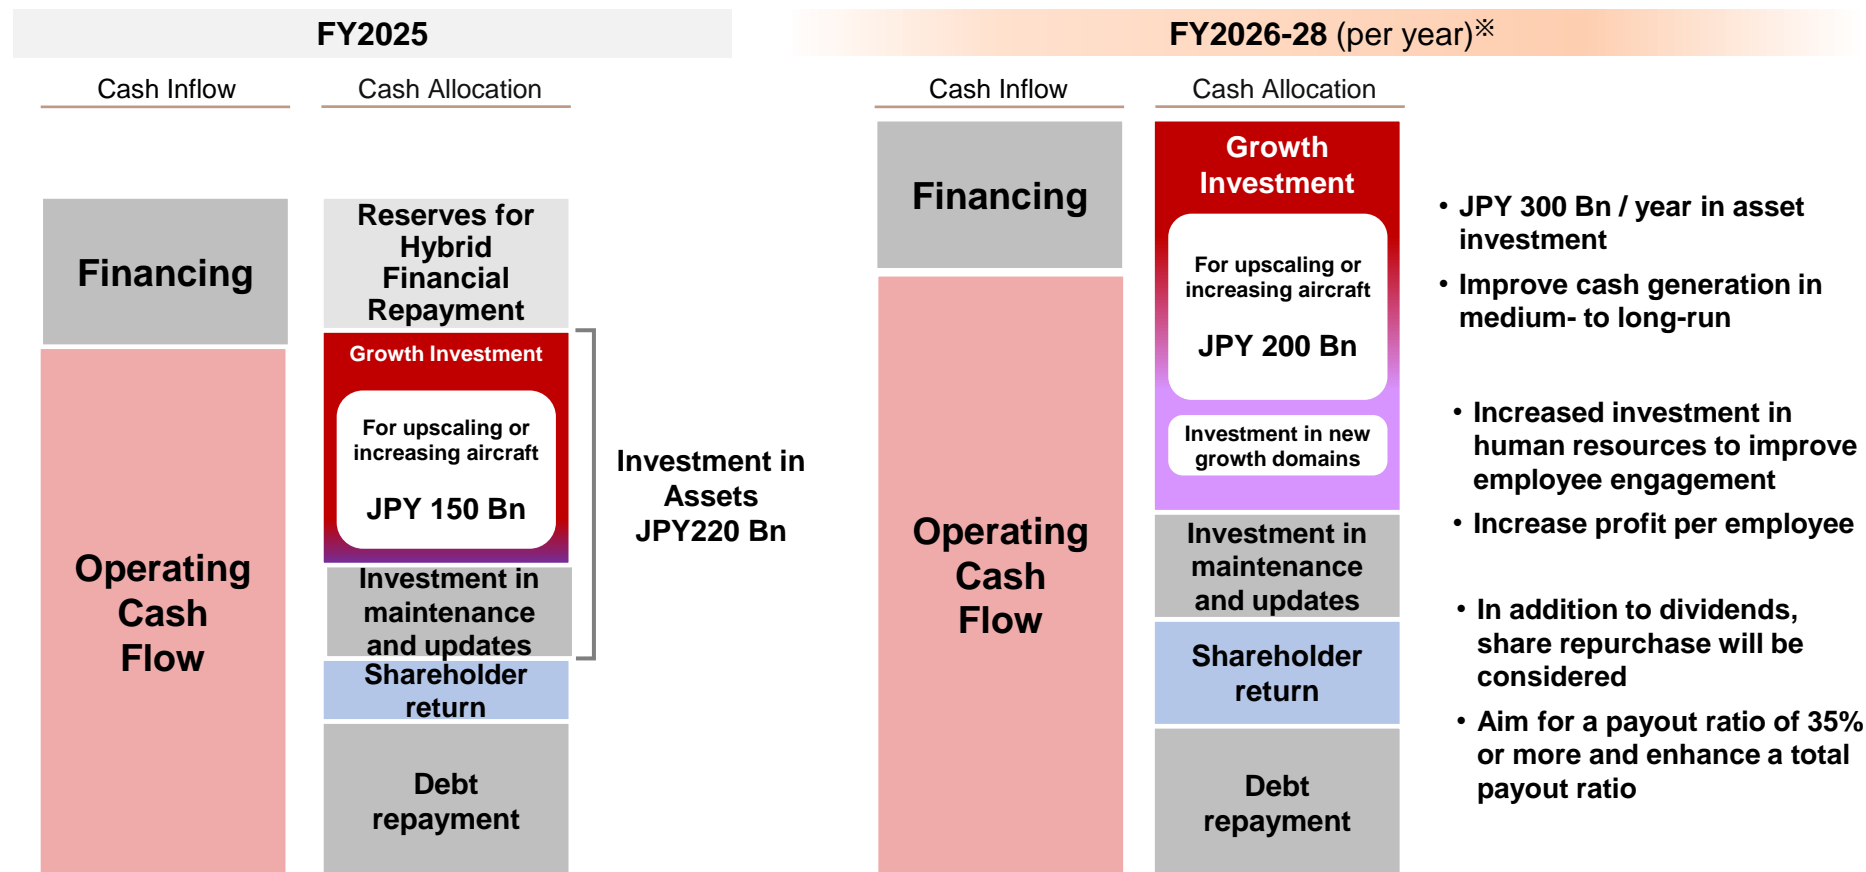 FY2025
Cash Inflow
Cash Allocation
Financing
Operating
Cash
Flow
Reserves for
Hybrid
Financial
Repayment
Growth Investment
For upscaling or
increasing aircraft
JPY 150 Bn
Investment in
maintenance
and updates
Shareholder
return
Debt
repayment
Investment in
Assets
JPY220 Bn
FY2026-28 (per year)※
Cash Inflow
Cash Allocation
Financing
Operating
Cash
Flow
Growth
Investment
For upscaling or
increasing aircraft
JPY 200 Bn
Investment in new
growth domains
Investment in
maintenance
and updates
Shareholder
return
Debt
repayment
• JPY 300 Bn / year in asset
investment
• Improve cash generation in
medium- to long-run
• Increased investment in
human resources to improve
employee engagement
• Increase profit per employee
• In addition to dividends,
share repurchase will be
considered
• Aim for a payout ratio of 35%
or more and enhance a total
payout ratio